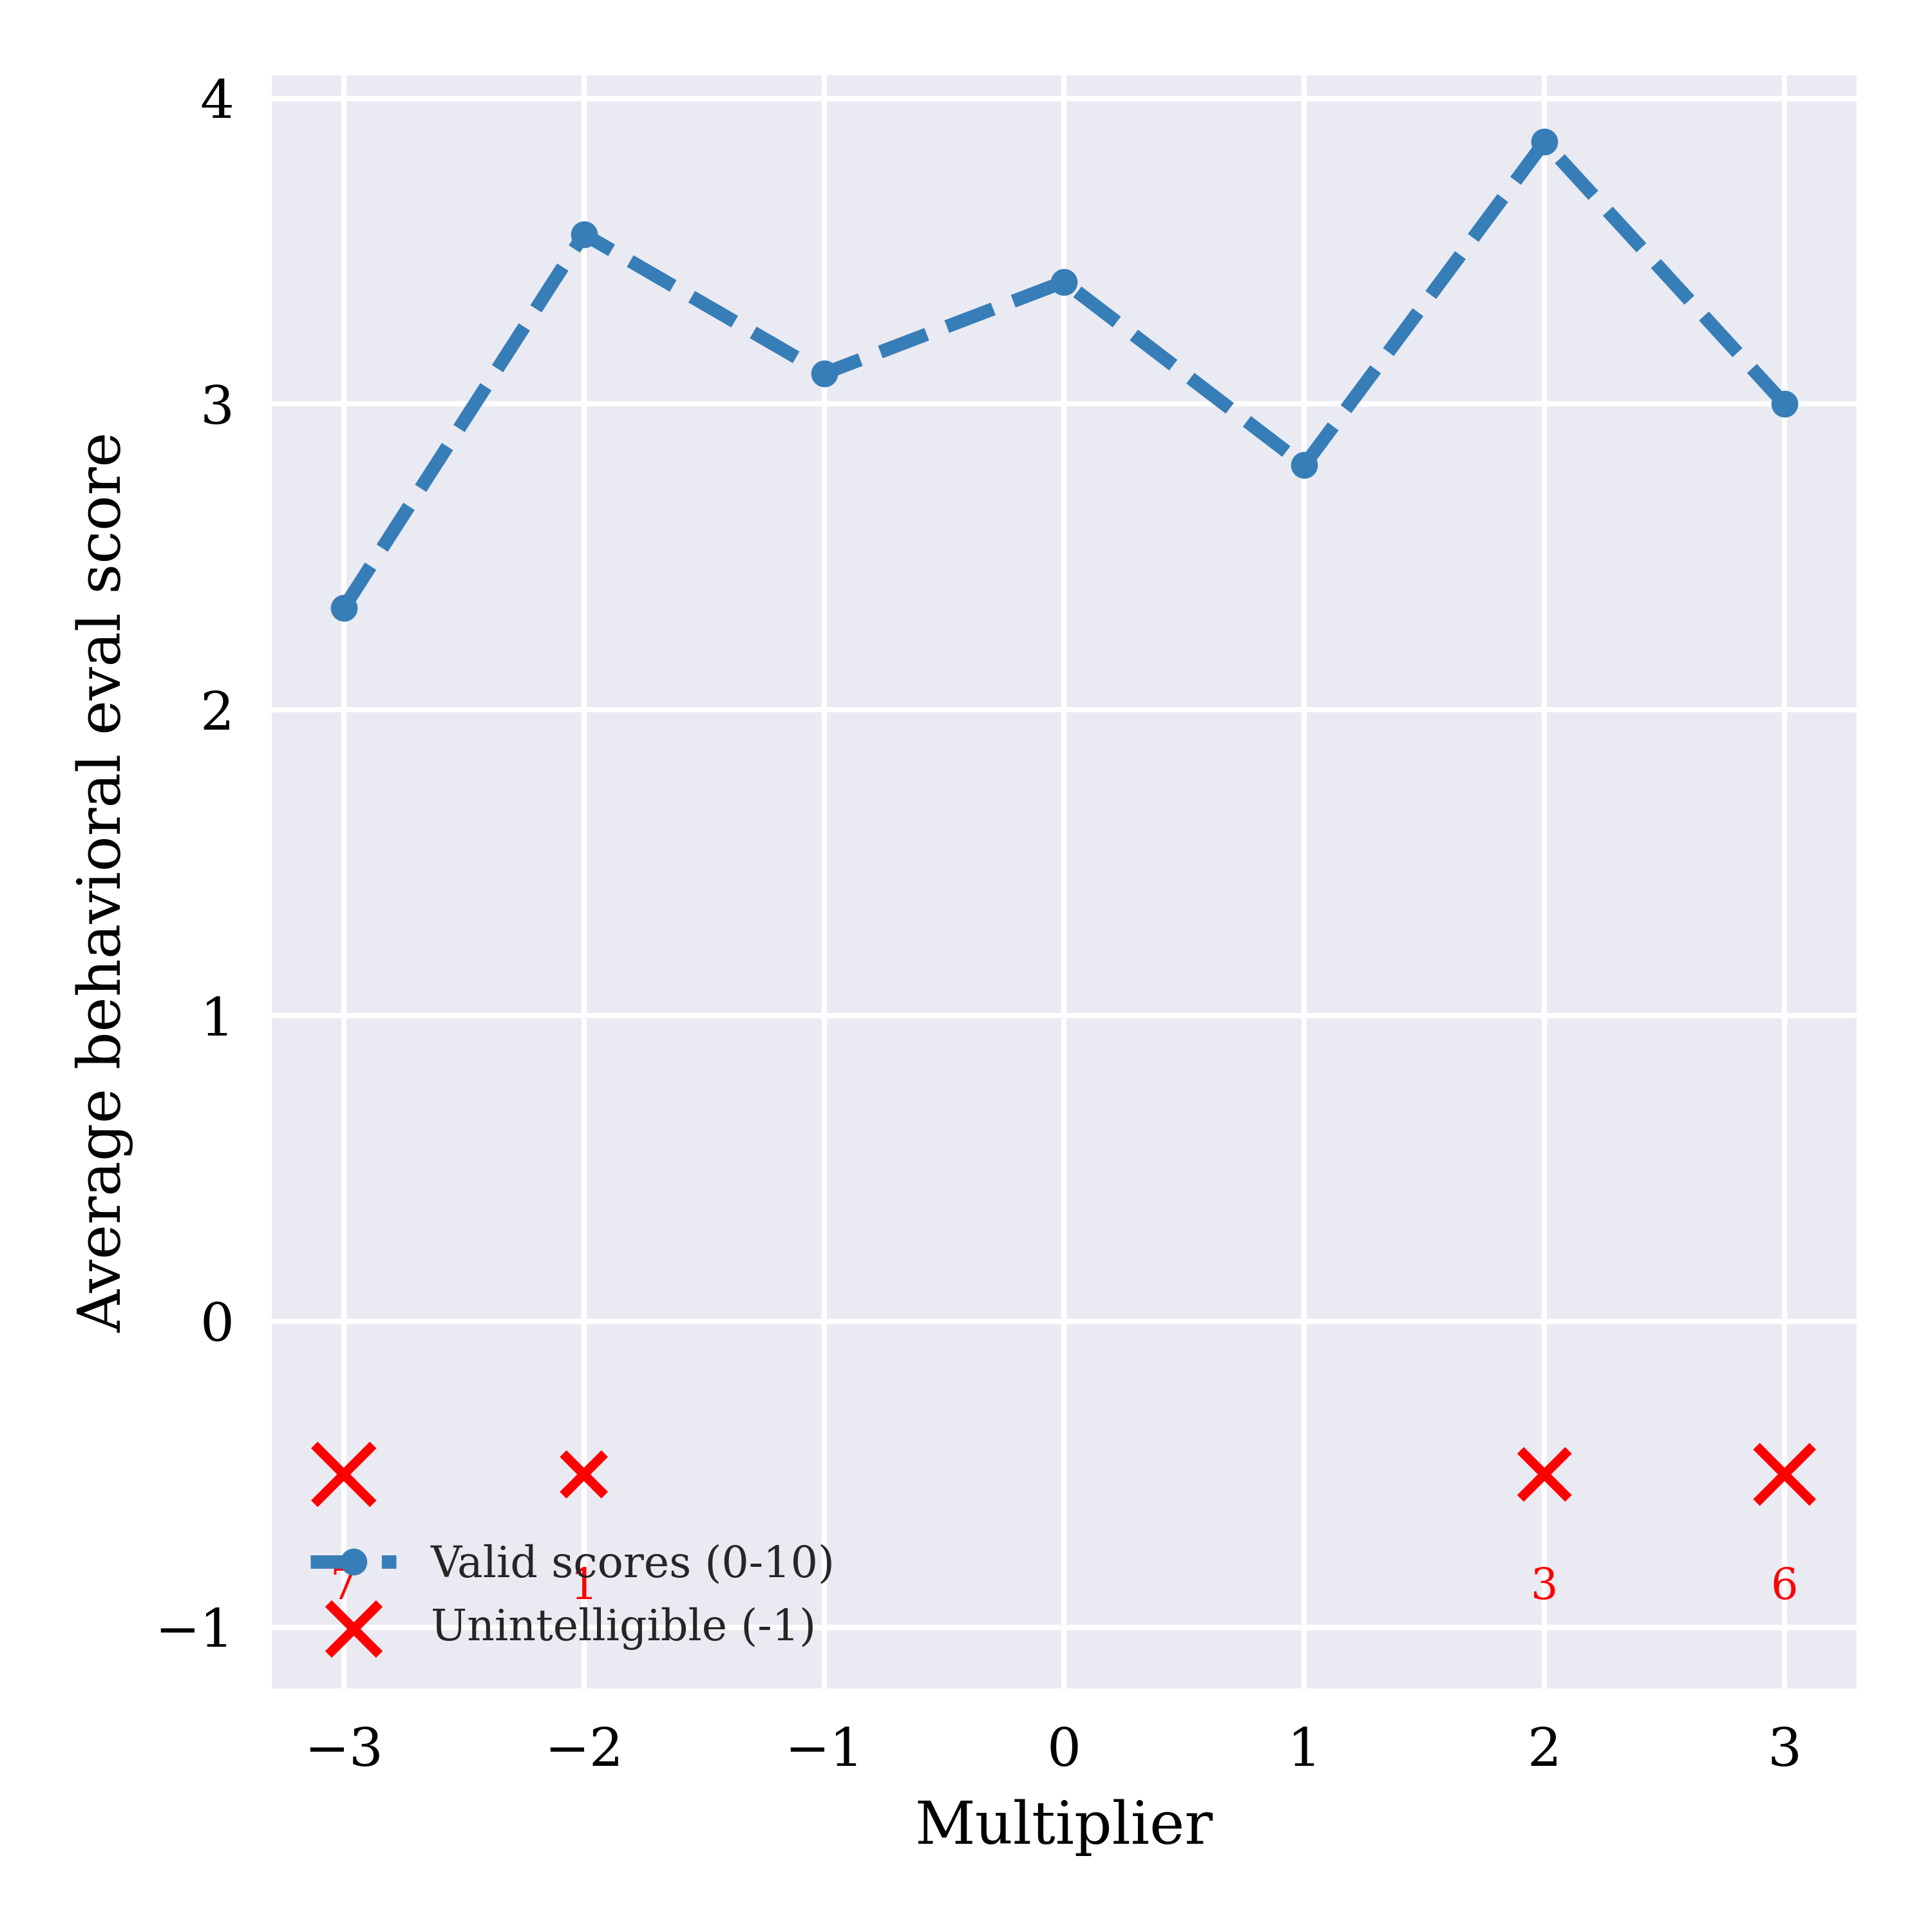 4
3
2
1
0
−1
Average behavioral eval score
Valid scores (0-10)
7 1 3 6
Unintelligible (-1)
−3 −2 −1 0 1 2 3
Multiplier